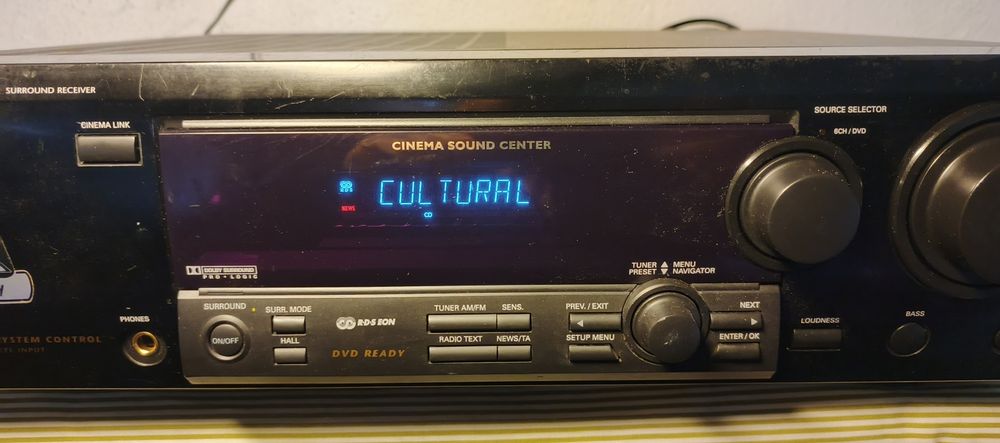 SURROUND RECEIVER
CINEMA LINK
SOURCE SELECTOR
6CH / DVD
CINEMA SOUND CENTER
RDS
CULTURAL
NEWS
DOLBY SURROUND
PRO • LOGIC
TUNER ▲ MENU
PRESET ▼ NAVIGATOR
PHONES
SYSTEM CONTROL
INPUT
SURROUND
ON/OFF
SURR. MODE
HALL
R•D•S EON
DVD READY
TUNER AM/FM
SENS.
RADIO TEXT
NEWS/TA
PREV. / EXIT
SETUP MENU
NEXT
ENTER / OK
LOUDNESS
BASS